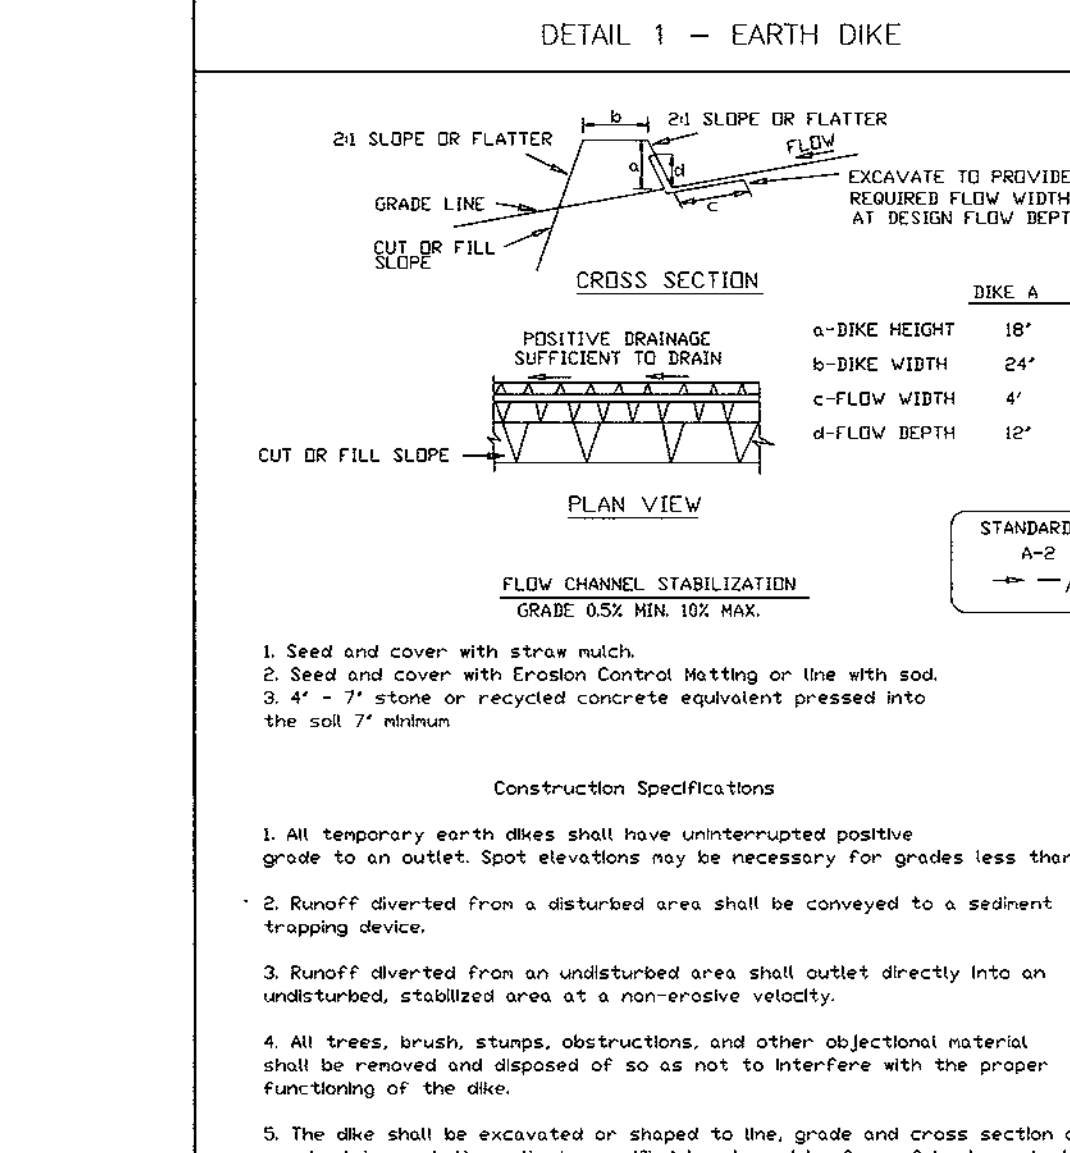 DETAIL 1 - EARTH DIKE
b
2:1 SLOPE OR FLATTER
2:1 SLOPE OR FLATTER
FLOW
a
d
EXCAVATE TO PROVIDE
REQUIRED FLOW WIDTH
AT DESIGN FLOW DEPT
c
GRADE LINE
CUT OR FILL
SLOPE
CROSS SECTION
DIKE A
a-DIKE HEIGHT 18"
b-DIKE WIDTH 24"
c-FLOW WIDTH 4'
d-FLOW DEPTH 12"
POSITIVE DRAINAGE
SUFFICIENT TO DRAIN
CUT OR FILL SLOPE
PLAN VIEW
STANDARD
A-2
FLOW CHANNEL STABILIZATION
GRADE 0.5% MIN. 10% MAX.
1. Seed and cover with straw mulch.
2. Seed and cover with Erosion Control Matting or line with sod.
3. 4" - 7" stone or recycled concrete equivalent pressed into
the soil 7" minimum
Construction Specifications
1. All temporary earth dikes shall have uninterrupted positive
grade to an outlet. Spot elevations may be necessary for grades less than
2. Runoff diverted from a disturbed area shall be conveyed to a sediment
trapping device.
3. Runoff diverted from an undisturbed area shall outlet directly into an
undisturbed, stabilized area at a non-erosive velocity.
4. All trees, brush, stumps, obstructions, and other objectional material
shall be removed and disposed of so as not to interfere with the proper
functioning of the dike.
5. The dike shall be excavated or shaped to line, grade and cross section